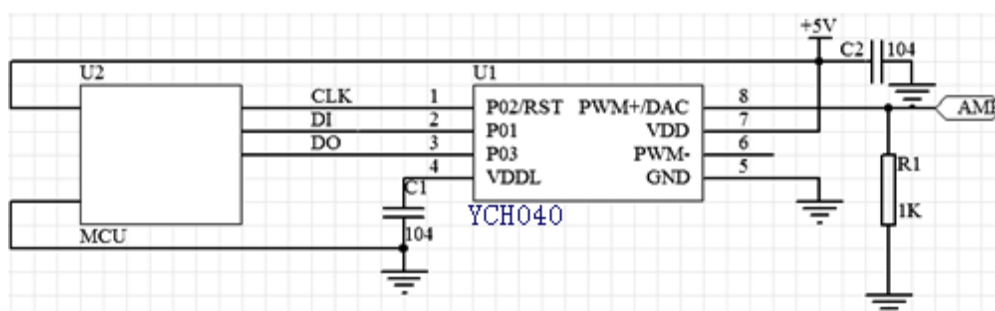 +5V
C2 104
U2 U1
CLK 1 P02/RST PWM+/DAC 8
DI 2 P01 VDD 7
DO 3 P03 PWM- 6
4 VDDL GND 5
C1
R1
YCH040
1K
MCU 104